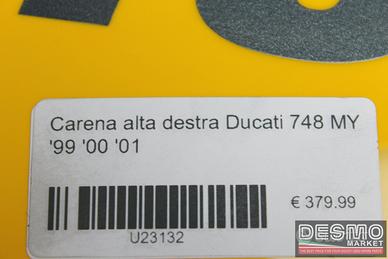 Carena alta destra Ducati 748 MY
'99 '00 '01
€ 379.99
U23132
DESMO
MARKET